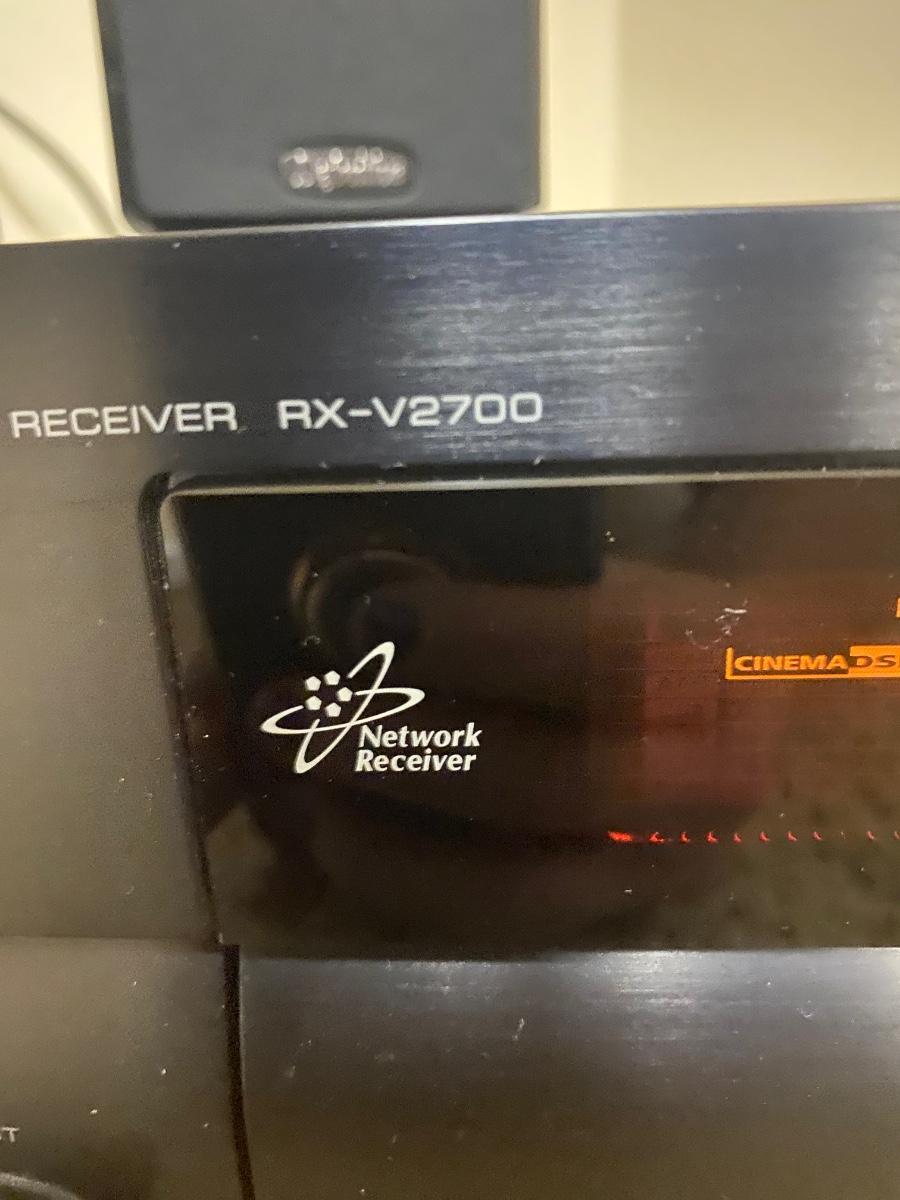 RECEIVER RX-V2700
CINEMA DS
Network
Receiver